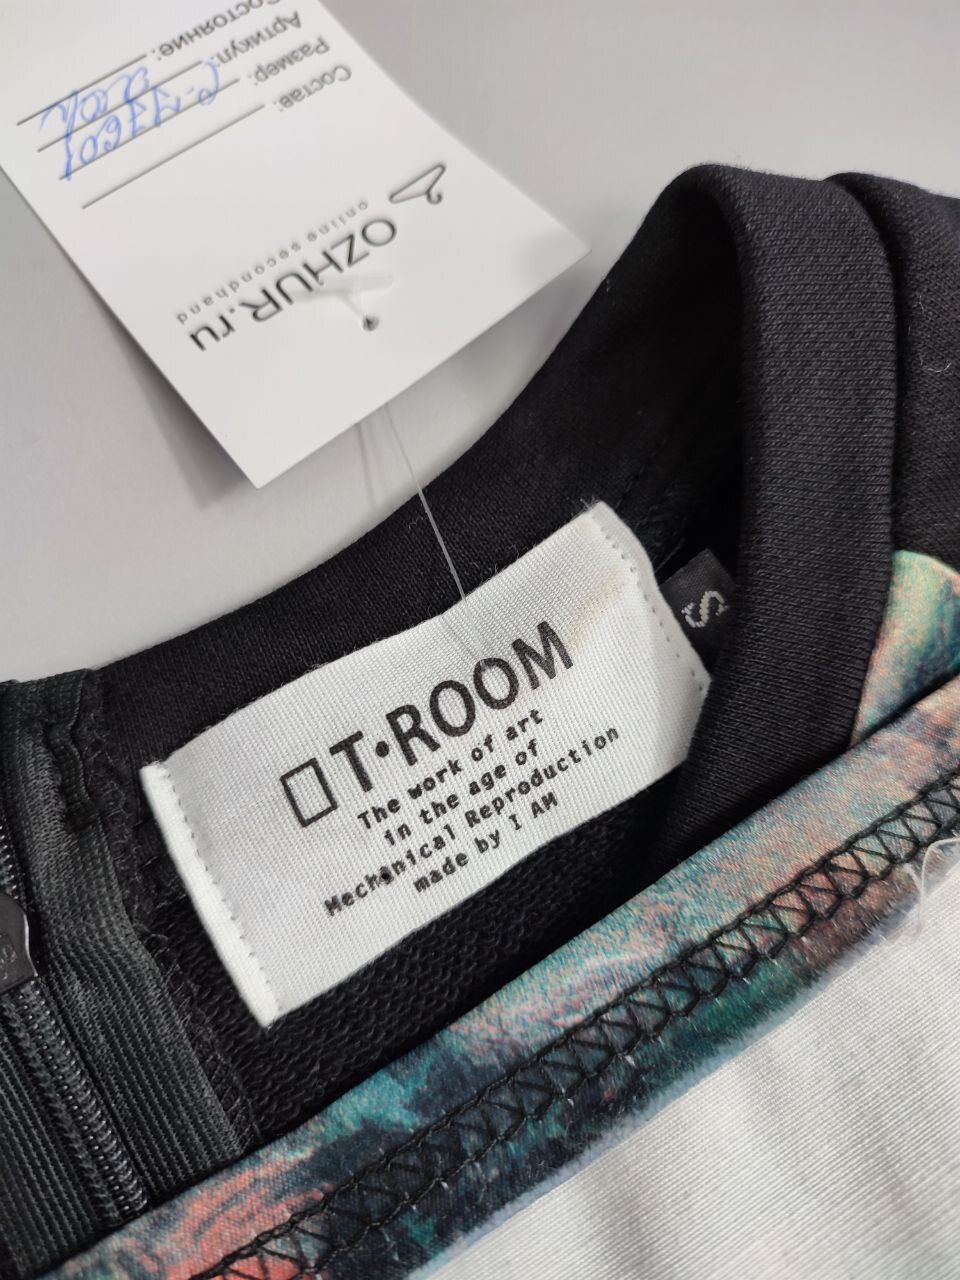 OZHUR.ru
online secondhand
Состав:
Размер:
Артикул:
Состояние:
T·ROOM
The work of art
in the age of
Mechanical Reproduction
made by I AM
S